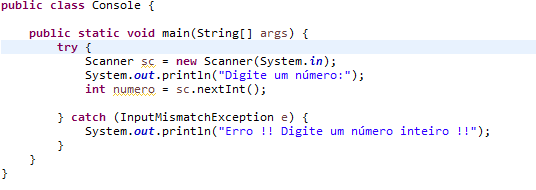 public class Console {
public static void main(String[] args) {
try {
Scanner sc = new Scanner(System.in);
System.out.println("Digite um número:");
int numero = sc.nextInt();
} catch (InputMismatchException e) {
System.out.println("Erro !! Digite um número inteiro !!");
}
}
}